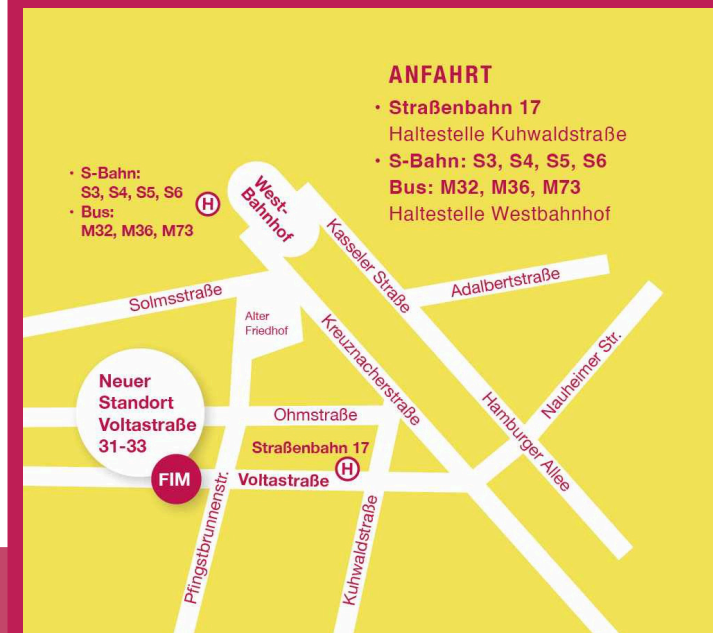 ANFAHRT
• Straßenbahn 17
Haltestelle Kuhwaldstraße
• S-Bahn: S3, S4, S5, S6
Bus: M32, M36, M73
Haltestelle Westbahnhof
• S-Bahn:
S3, S4, S5, S6
• Bus:
M32, M36, M73
H
West-
Bahnhof
Kasseler Straße
Adalbertstraße
Solmsstraße
Alter
Friedhof
Kreuznacherstraße
Nauheimer Str.
Hamburger Allee
Neuer
Standort
Voltastraße
31-33
Ohmstraße
Straßenbahn 17
H
FIM
Voltastraße
Pfingstbrunnenstr.
Kuhwaldstraße